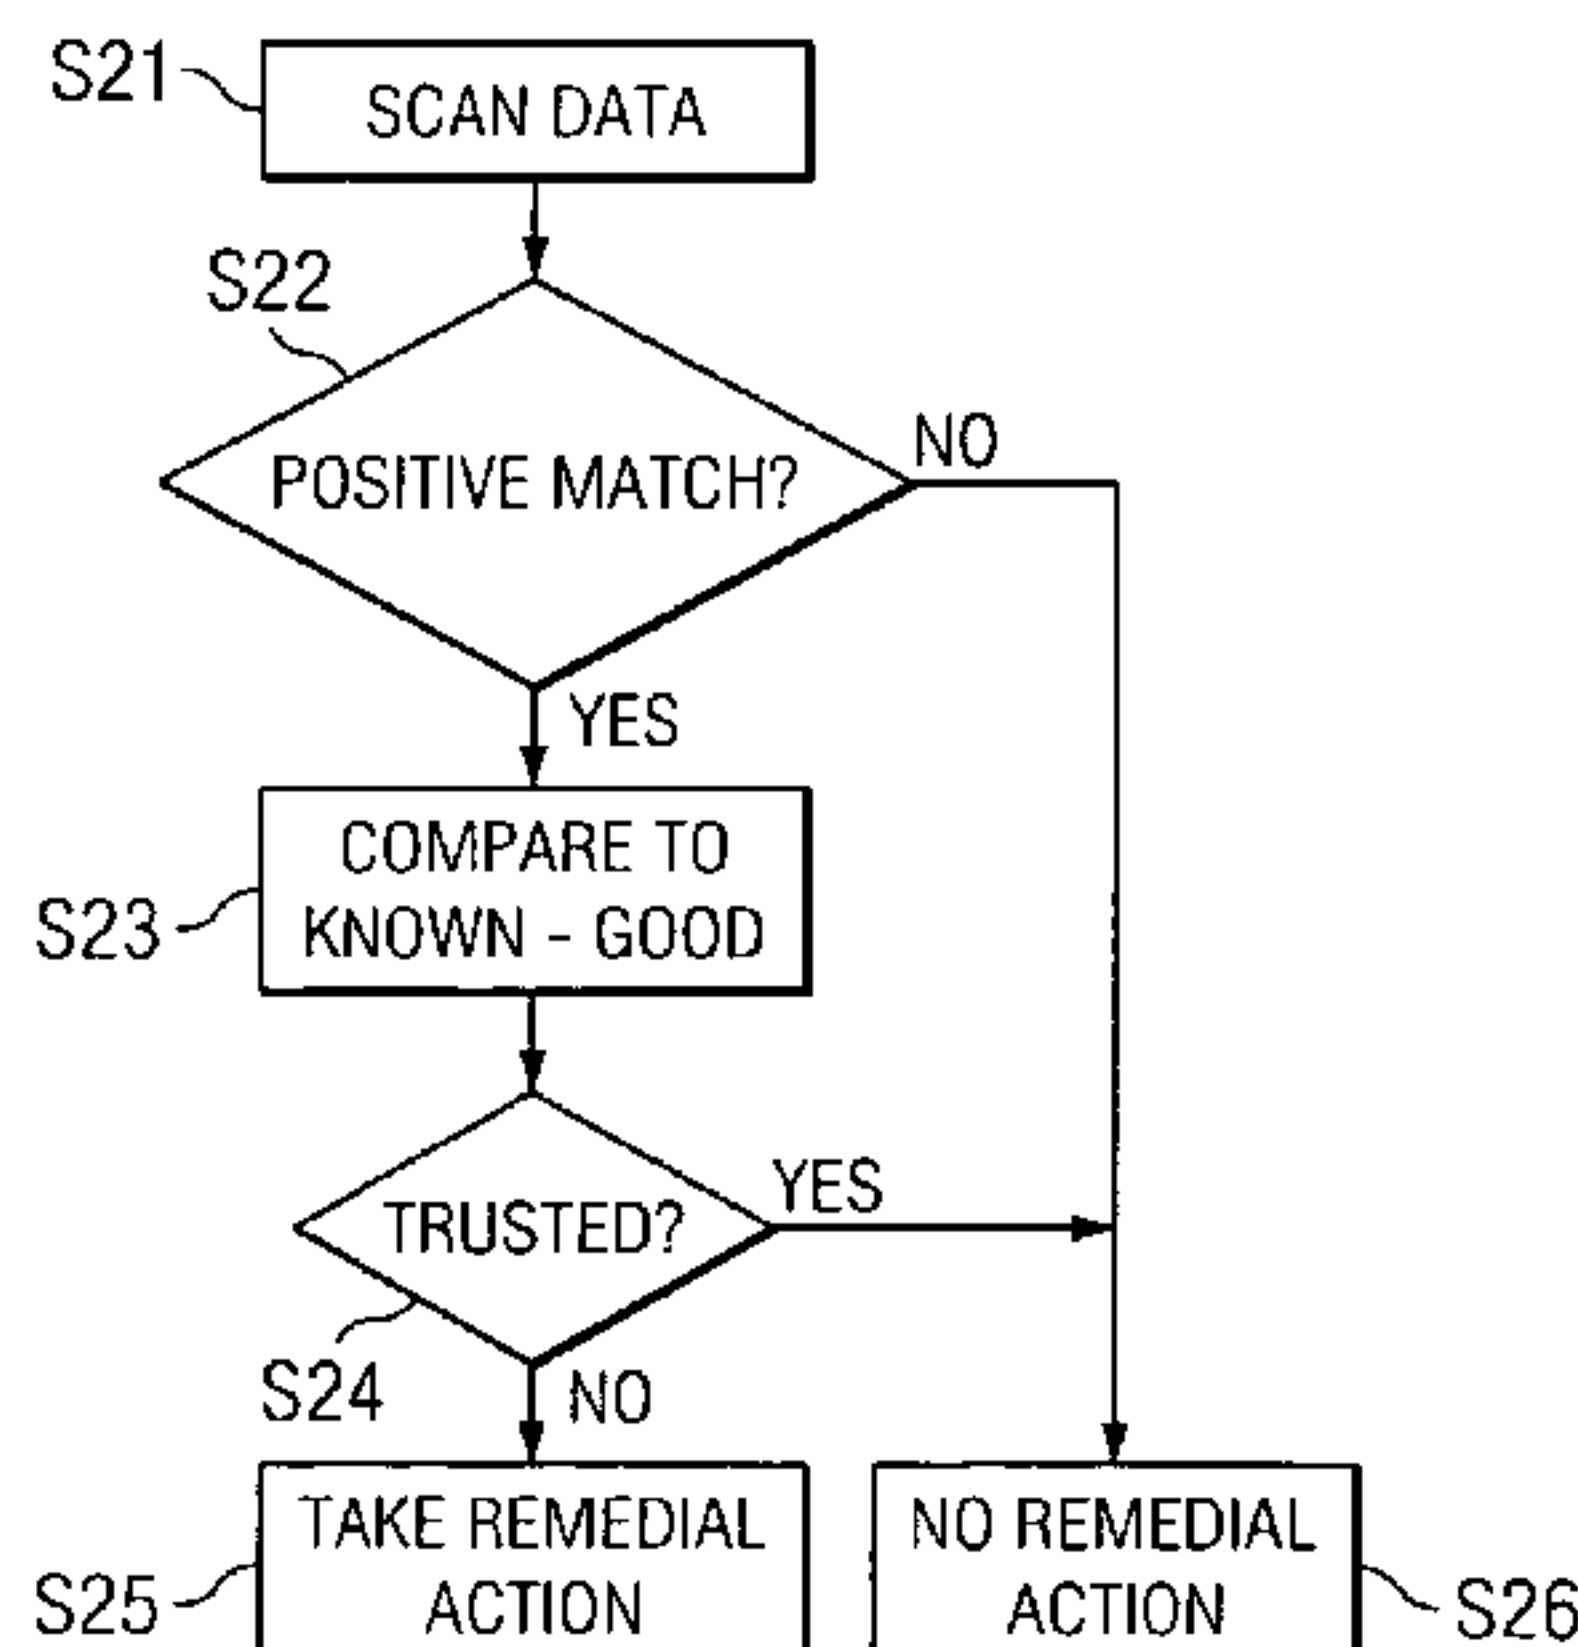 S21
SCAN DATA
S22
POSITIVE MATCH?
NO
YES
COMPARE TO
KNOWN - GOOD
S23
TRUSTED?
YES
S24
NO
TAKE REMEDIAL
ACTION
S25
NO REMEDIAL
ACTION
S26